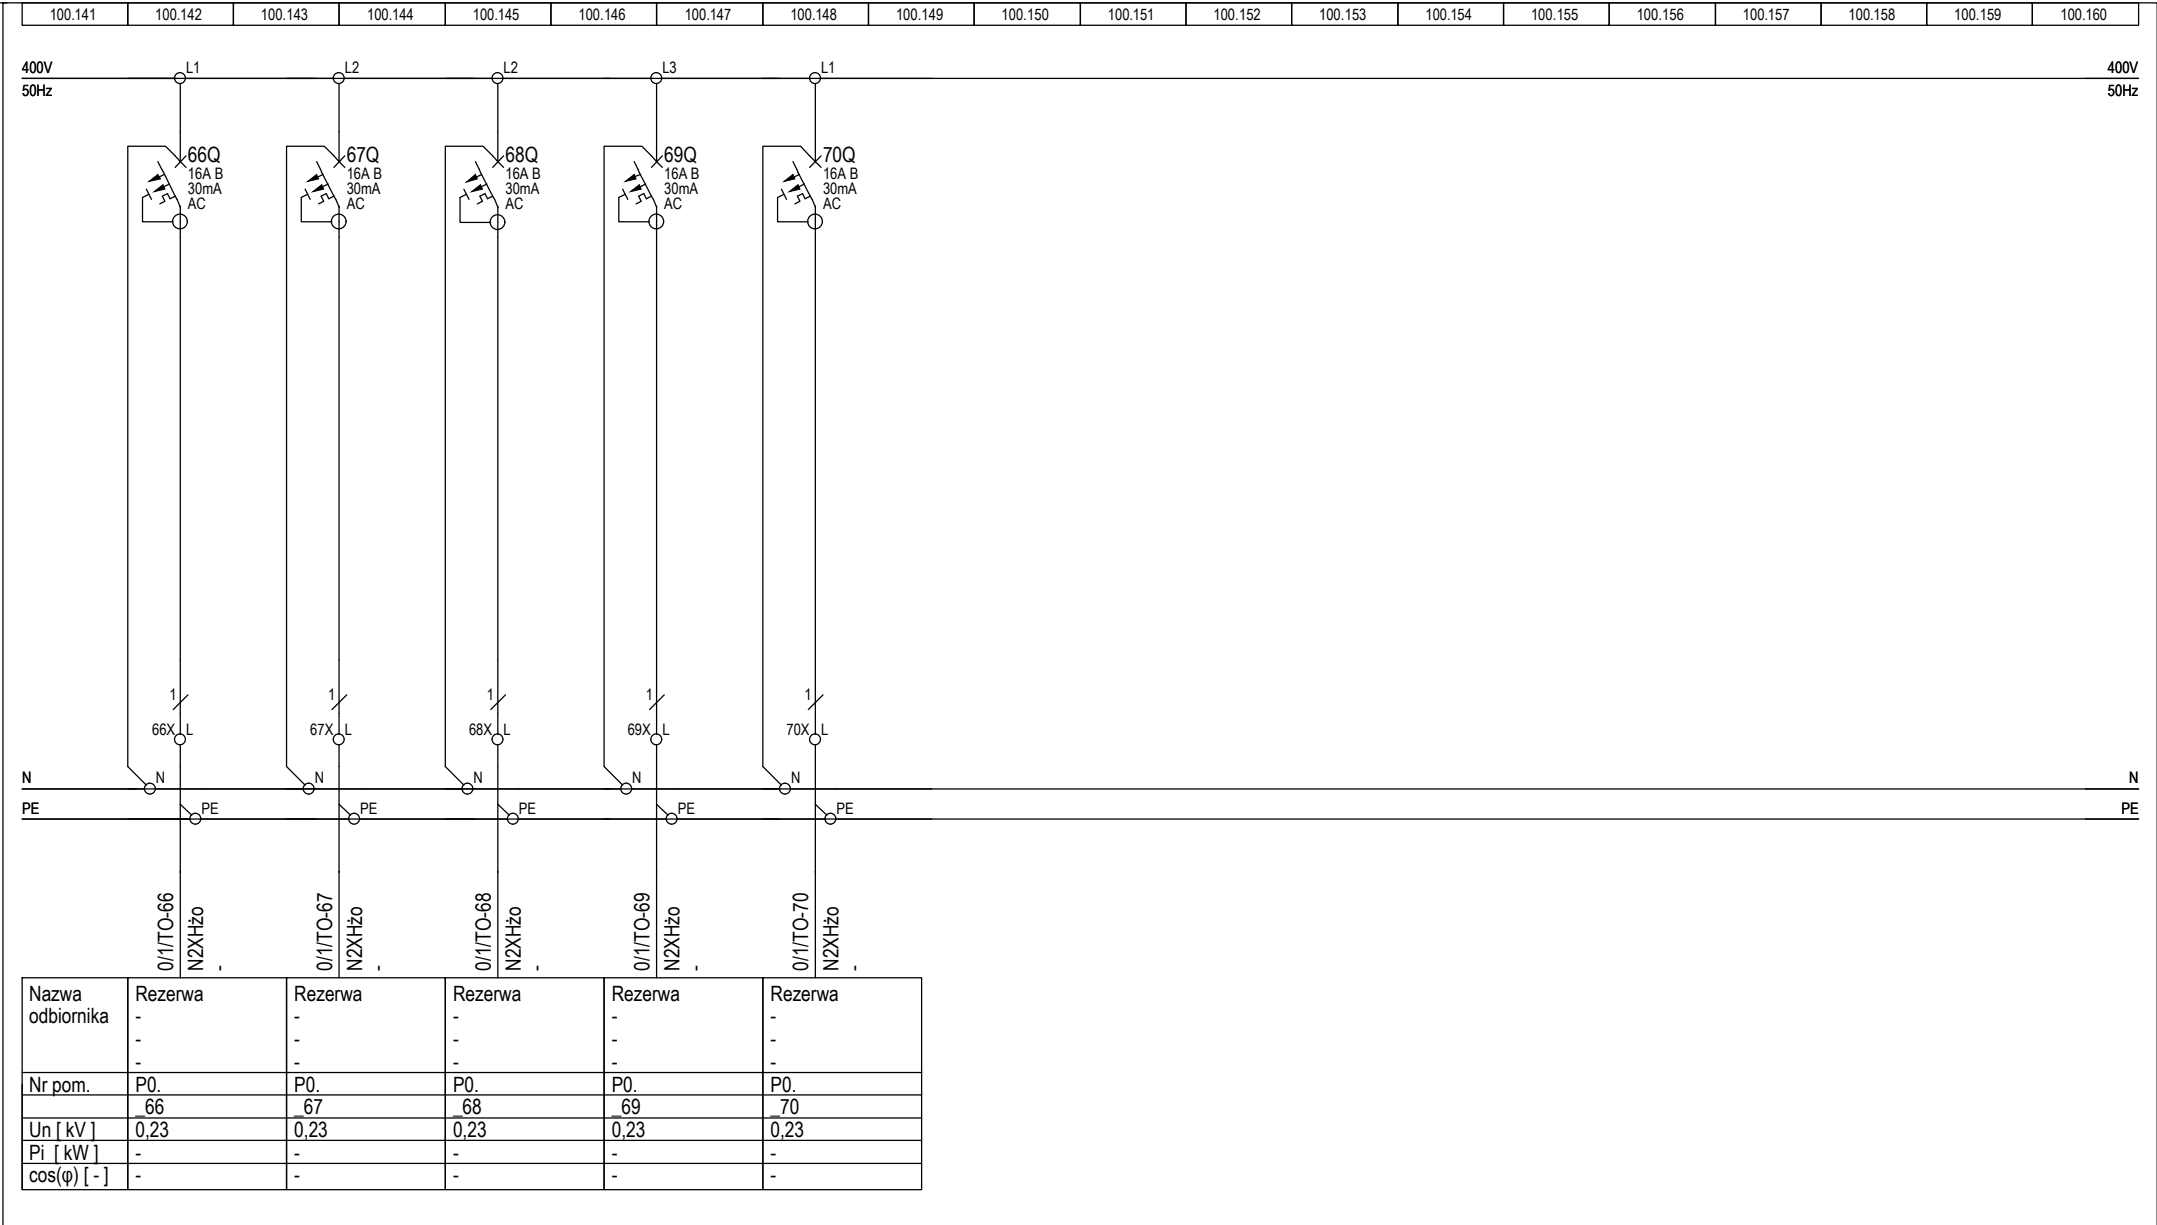 100.141 100.142 100.143 100.144 100.145 100.146 100.147 100.148 100.149 100.150 100.151 100.152 100.153 100.154 100.155 100.156 100.157 100.158 100.159 100.160
400V L1 L2 L2 L3 L1 400V
50Hz 50Hz
66Q 67Q 68Q 69Q 70Q
16A B 16A B 16A B 16A B 16A B
30mA 30mA 30mA 30mA 30mA
AC AC AC AC AC
1 1 1 1 1
66X L 67X L 68X L 69X L 70X L
N N N N N N N
PE PE PE PE PE PE PE
0/1/TO-66
N2XHżo
-
0/1/TO-67
N2XHżo
-
0/1/TO-68
N2XHżo
-
0/1/TO-69
N2XHżo
-
0/1/TO-70
N2XHżo
-
Nazwa Rezerwa Rezerwa Rezerwa Rezerwa Rezerwa
odbiornika - - - - -
- - - - -
- - - - -
Nr pom. P0. P0. P0. P0. P0.
_66 _67 _68 _69 _70
Un [ kV ] 0,23 0,23 0,23 0,23 0,23
Pi [ kW ] - - - - -
cos(φ) [ - ] - - - - -